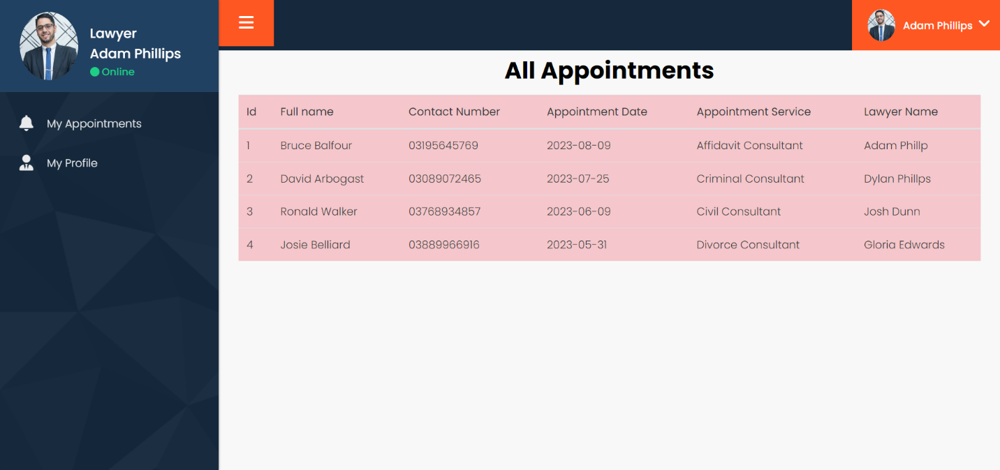 Lawyer
Adam Phillips
Online
My Appointments
My Profile
Adam Phillips
All Appointments
Id Full name Contact Number Appointment Date Appointment Service Lawyer Name
1 Bruce Balfour 03195645769 2023-08-09 Affidavit Consultant Adam Phillp
2 David Arbogast 03089072465 2023-07-25 Criminal Consultant Dylan Phillps
3 Ronald Walker 03768934857 2023-06-09 Civil Consultant Josh Dunn
4 Josie Belliard 03889966916 2023-05-31 Divorce Consultant Gloria Edwards